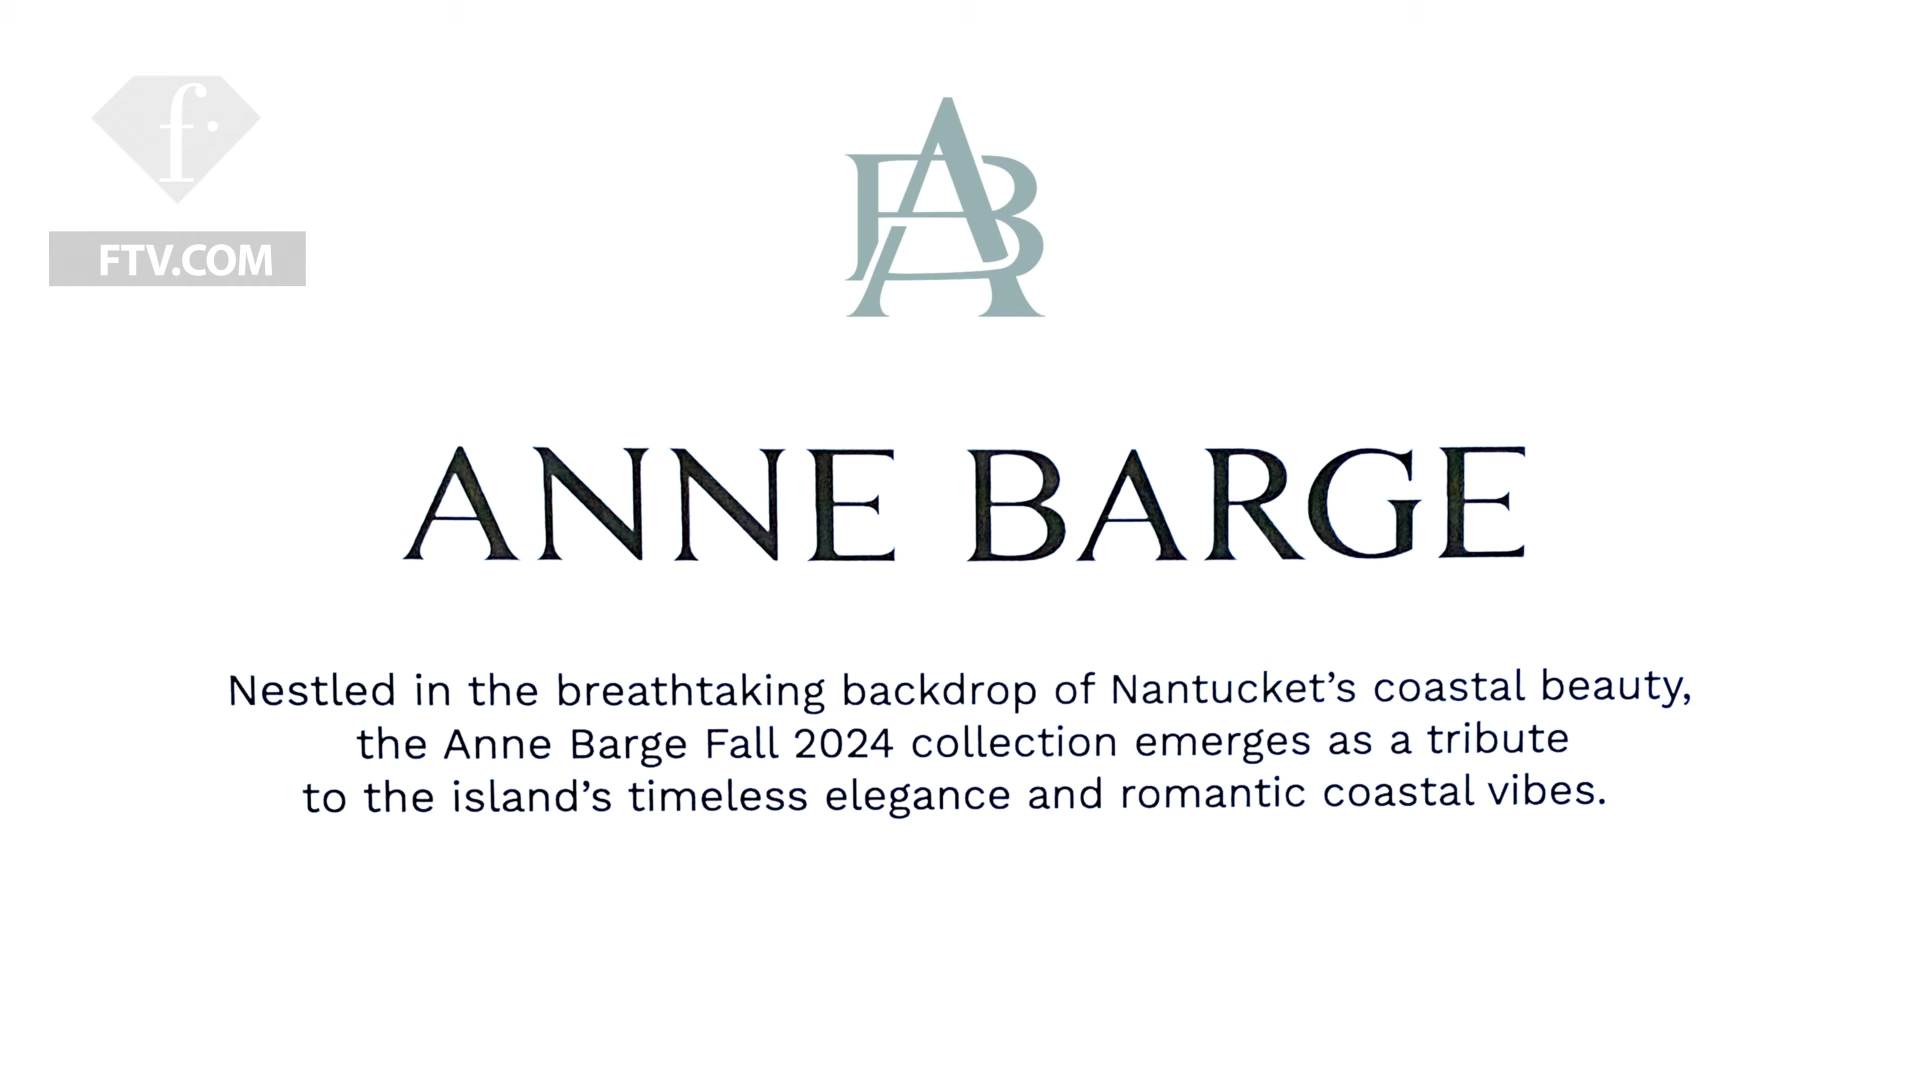 f.
FTV.COM
AB
ANNE BARGE
Nestled in the breathtaking backdrop of Nantucket’s coastal beauty,
the Anne Barge Fall 2024 collection emerges as a tribute
to the island’s timeless elegance and romantic coastal vibes.